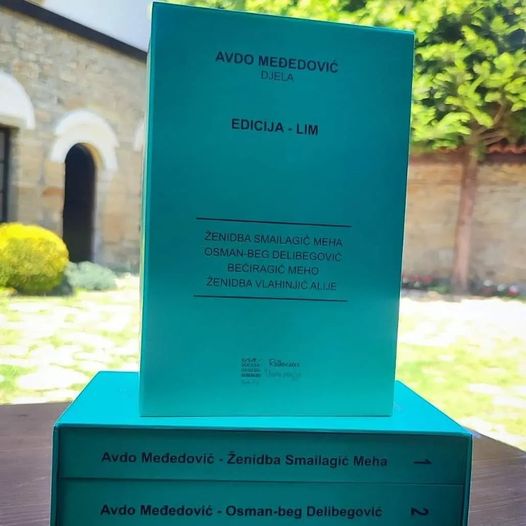 AVDO MEĐEDOVIĆ
DJELA
EDICIJA - LIM
ŽENIDBA SMAILAGIĆ MEHA
OSMAN-BEG DELIBEGOVIĆ
BEĆIRAGIĆ MEHO
ŽENIDBA VLAHINJIĆ ALIJE
Avdo Međedović - Ženidba Smailagić Meha 1
Avdo Međedović - Osman-beg Delibegović 2